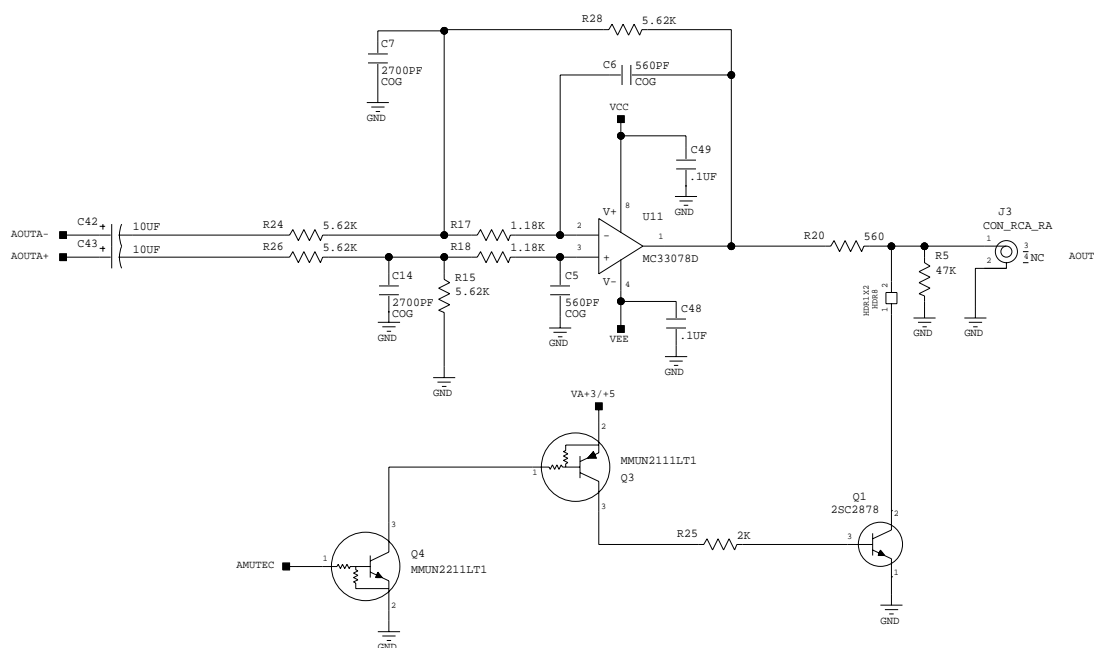 R28 5.62K
C7
2700PF
COG
GND
C6 560PF
COG
VCC
C49
.1UF
GND
8
V+
U11
AOUTA-
C42 + 10UF
R24 5.62K
R17 1.18K
2
-
1
MC33078D
AOUTA+
C43 + 10UF
R26 5.62K
R18 1.18K
3
+
V-
4
C14
2700PF
COG
GND
R15
5.62K
GND
C5
560PF
COG
GND
C48
.1UF
GND
VEE
R20 560
J3
CON_RCA_RA
1
2
3
4
NC
AOUT
R5
47K
GND
GND
HDR1X2
HDR8
2
1
VA+3/+5
2
MMUN2111LT1
Q3
1
3
R25 2K
Q1
2SC2878
2
3
1
GND
AMUTEC
1
3
Q4
MMUN2211LT1
2
GND